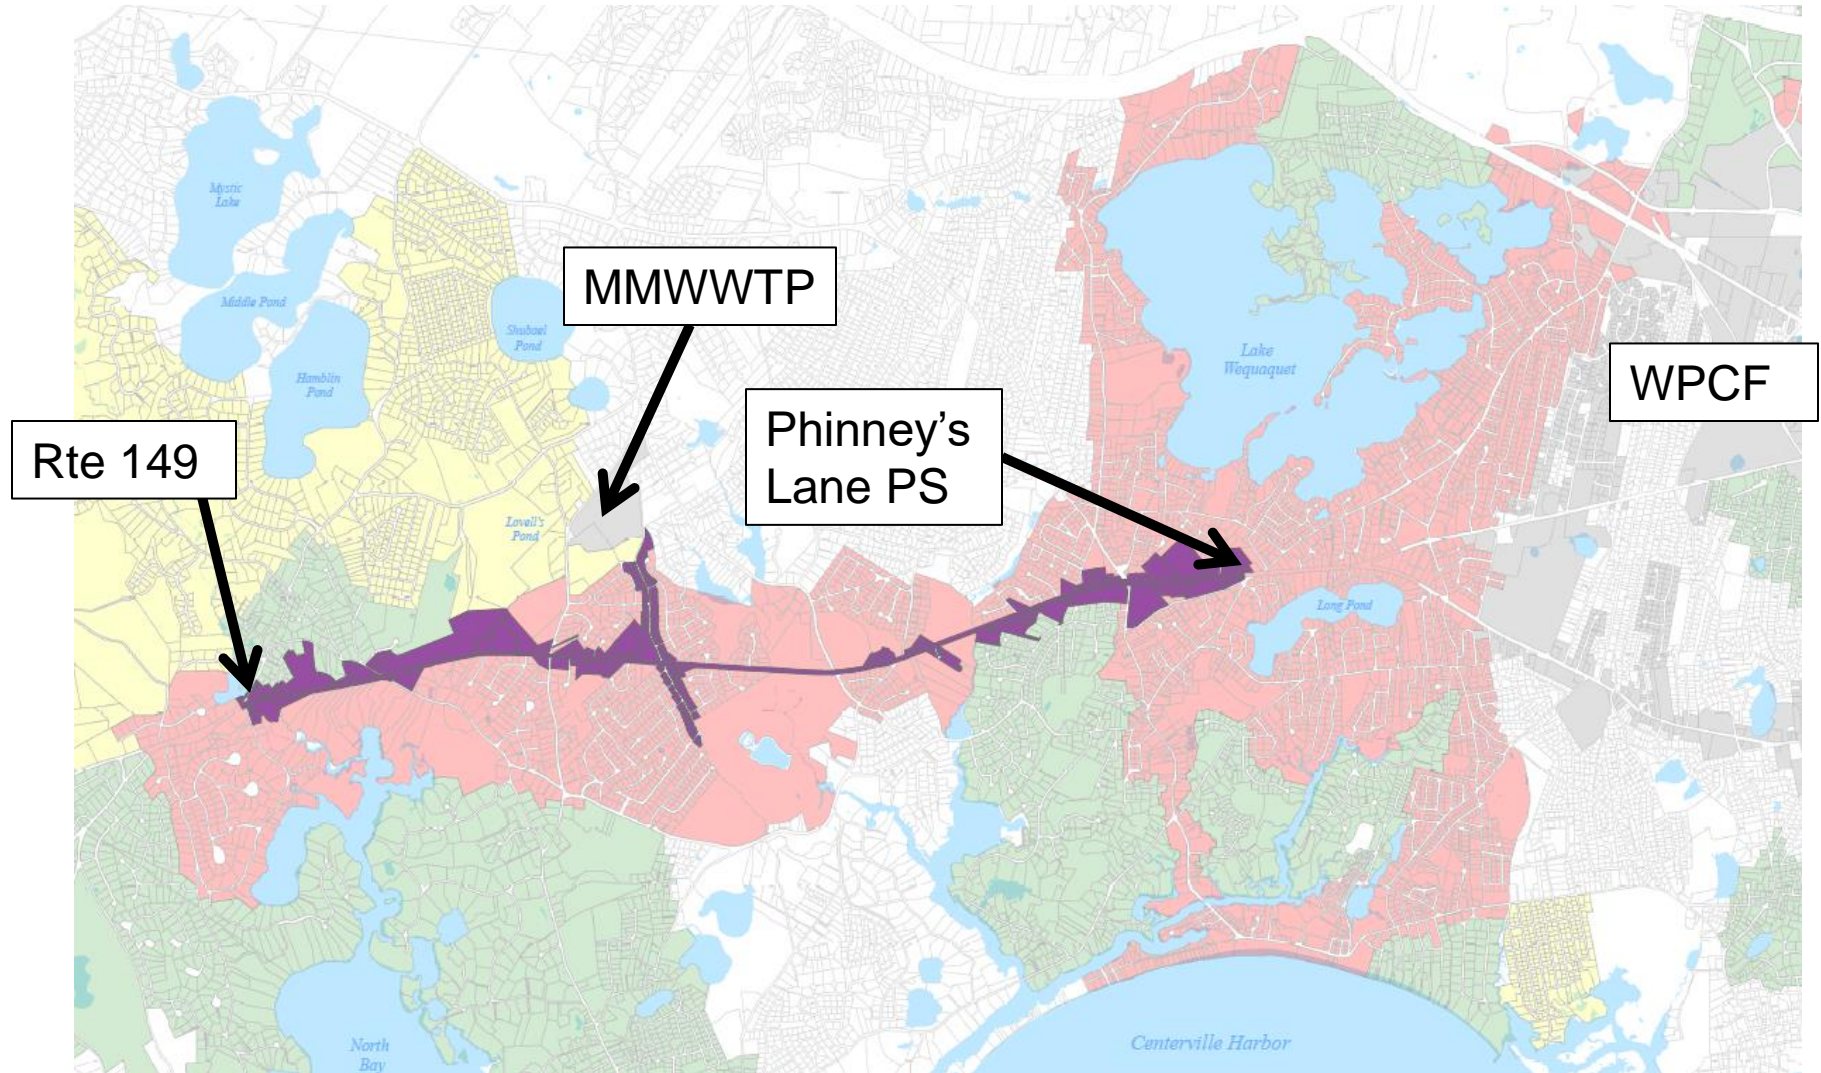 Mystic
Lake
Middle Pond
Shubael
Pond
Hamblin
Pond
MMWWTP
Lake
Wequaquet
WPCF
Phinney’s
Lane PS
Rte 149
Lovell's
Pond
Long Pond
North
Bay
Centerville Harbor